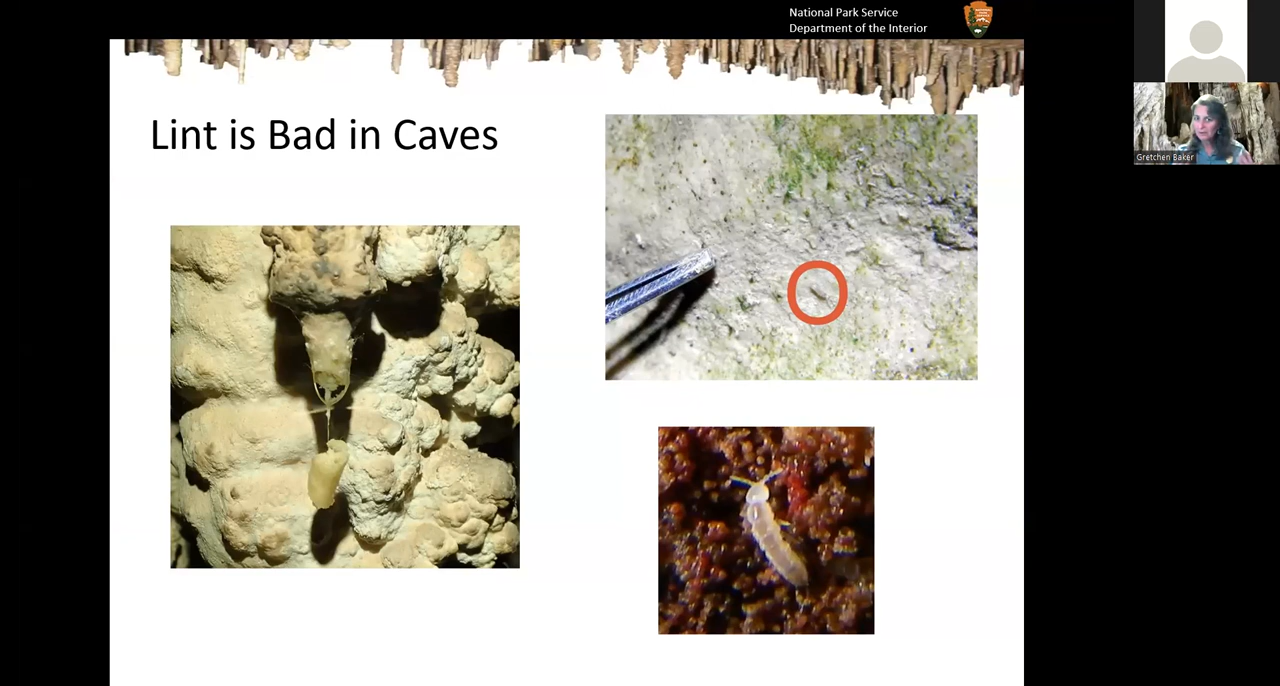 National Park Service
Department of the Interior
Lint is Bad in Caves
Gretchen Baker